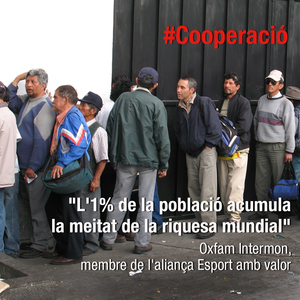 #Cooperació
"L'1% de la població acumula
la meitat de la riquesa mundial"
Oxfam Intermon,
membre de l'aliança Esport amb valor